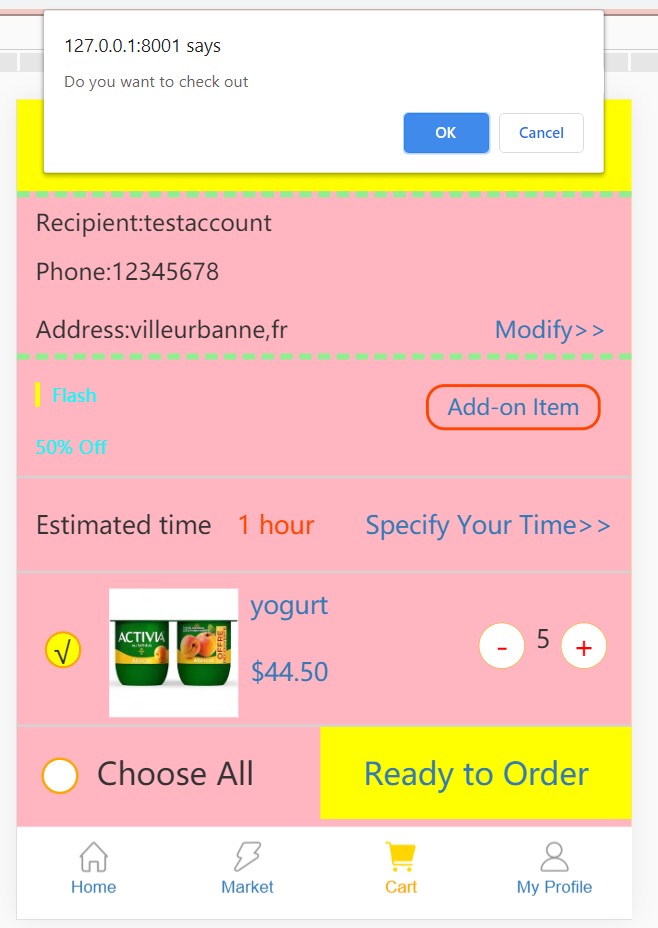 127.0.0.1:8001 says
Do you want to check out
OK Cancel
Recipient:testaccount
Phone:12345678
Address:villeurbanne,fr Modify>>
Flash
Add-on Item
50% Off
Estimated time 1 hour Specify Your Time>>
yogurt
ACTIVIA
OFFRE
√
- 5 +
$44.50
Choose All Ready to Order
Home Market Cart My Profile